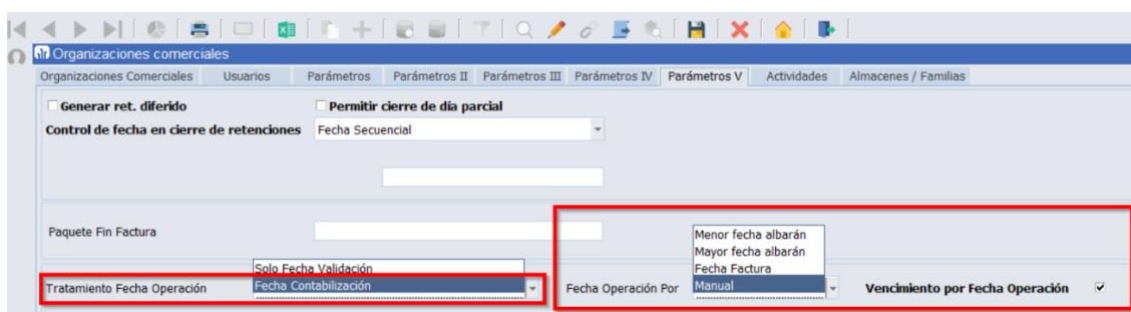 Organizaciones comerciales
Organizaciones Comerciales Usuarios Parámetros Parámetros II Parámetros III Parámetros IV Parámetros V Actividades Almacenes / Familias
Generar ret. diferido Permitir cierre de día parcial
Control de fecha en cierre de retenciones Fecha Secuencial
Paquete Fin Factura
Menor fecha albarán
Mayor fecha albarán
Solo Fecha Validación Fecha Factura
Tratamiento Fecha Operación Fecha Contabilización Fecha Operación Por Manual Vencimiento por Fecha Operación